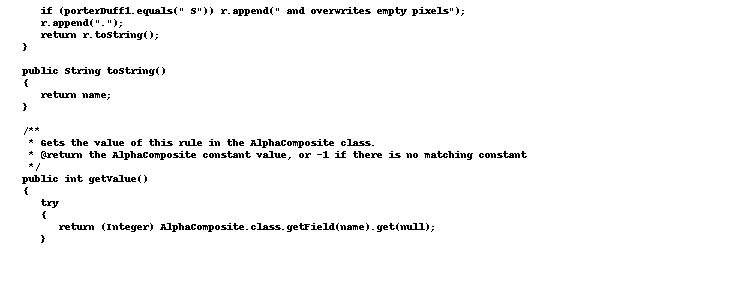 if (porterDuff1.equals(" S")) r.append(" and overwrites empty pixels");
r.append(".");
return r.toString();
}
public String toString()
{
return name;
}
/**
* Gets the value of this rule in the AlphaComposite class.
* @return the AlphaComposite constant value, or -1 if there is no matching constant
*/
public int getValue()
{
try
{
return (Integer) AlphaComposite.class.getField(name).get(null);
}